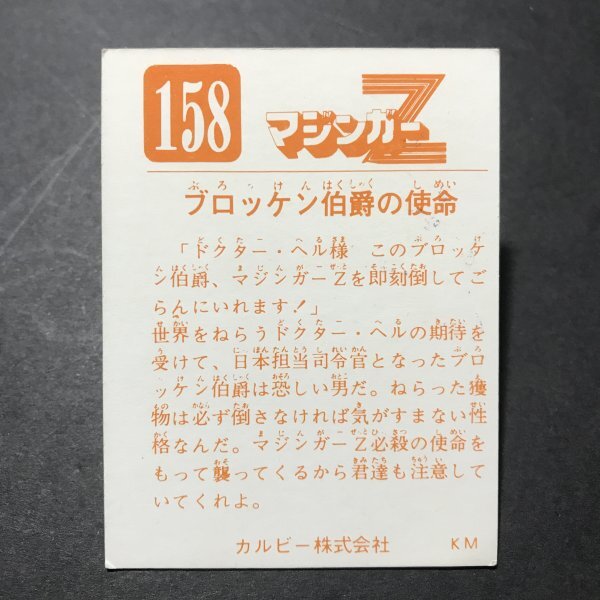 158
マジンガーZ
ブロッケン伯爵の使命
「ドクター・ヘル様 このブロッケ
ン伯爵、マジンガーZを即刻倒してご
らんにいれます!」
世界をねらうドクター・ヘルの期待を
受けて、日本担当司令官となったブロ
ッケン伯爵は恐しい男だ。ねらった獲
物は必ず倒さなければ気がすまない性
格なんだ。マジンガーZ必殺の使命を
もって襲ってくるから君達も注意して
いてくれよ。
カルビー株式会社 KM